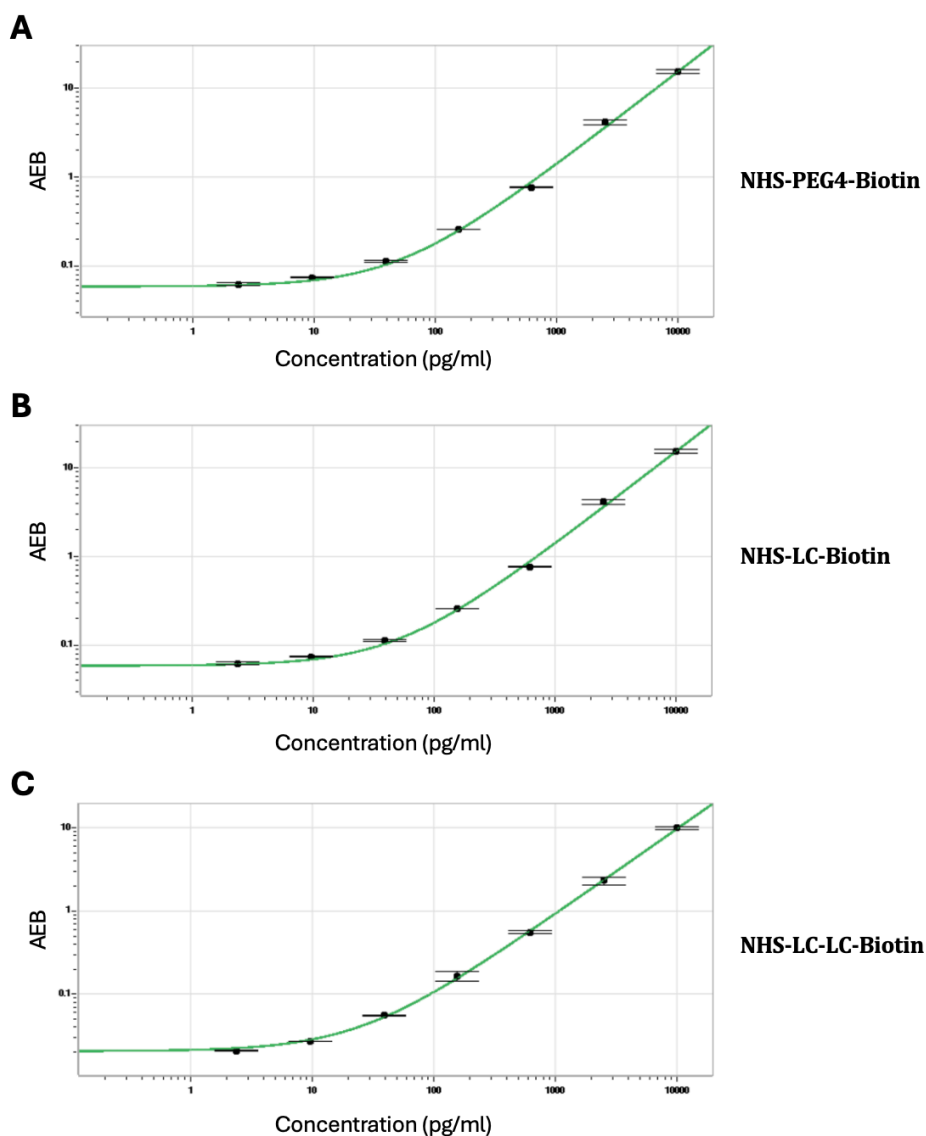 A
10
1
0.1
AEB
1 10 100 1000 10000
Concentration (pg/ml)
NHS-PEG4-Biotin
B
10
1
0.1
AEB
1 10 100 1000 10000
Concentration (pg/ml)
NHS-LC-Biotin
C
10
1
0.1
AEB
1 10 100 1000 10000
Concentration (pg/ml)
NHS-LC-LC-Biotin